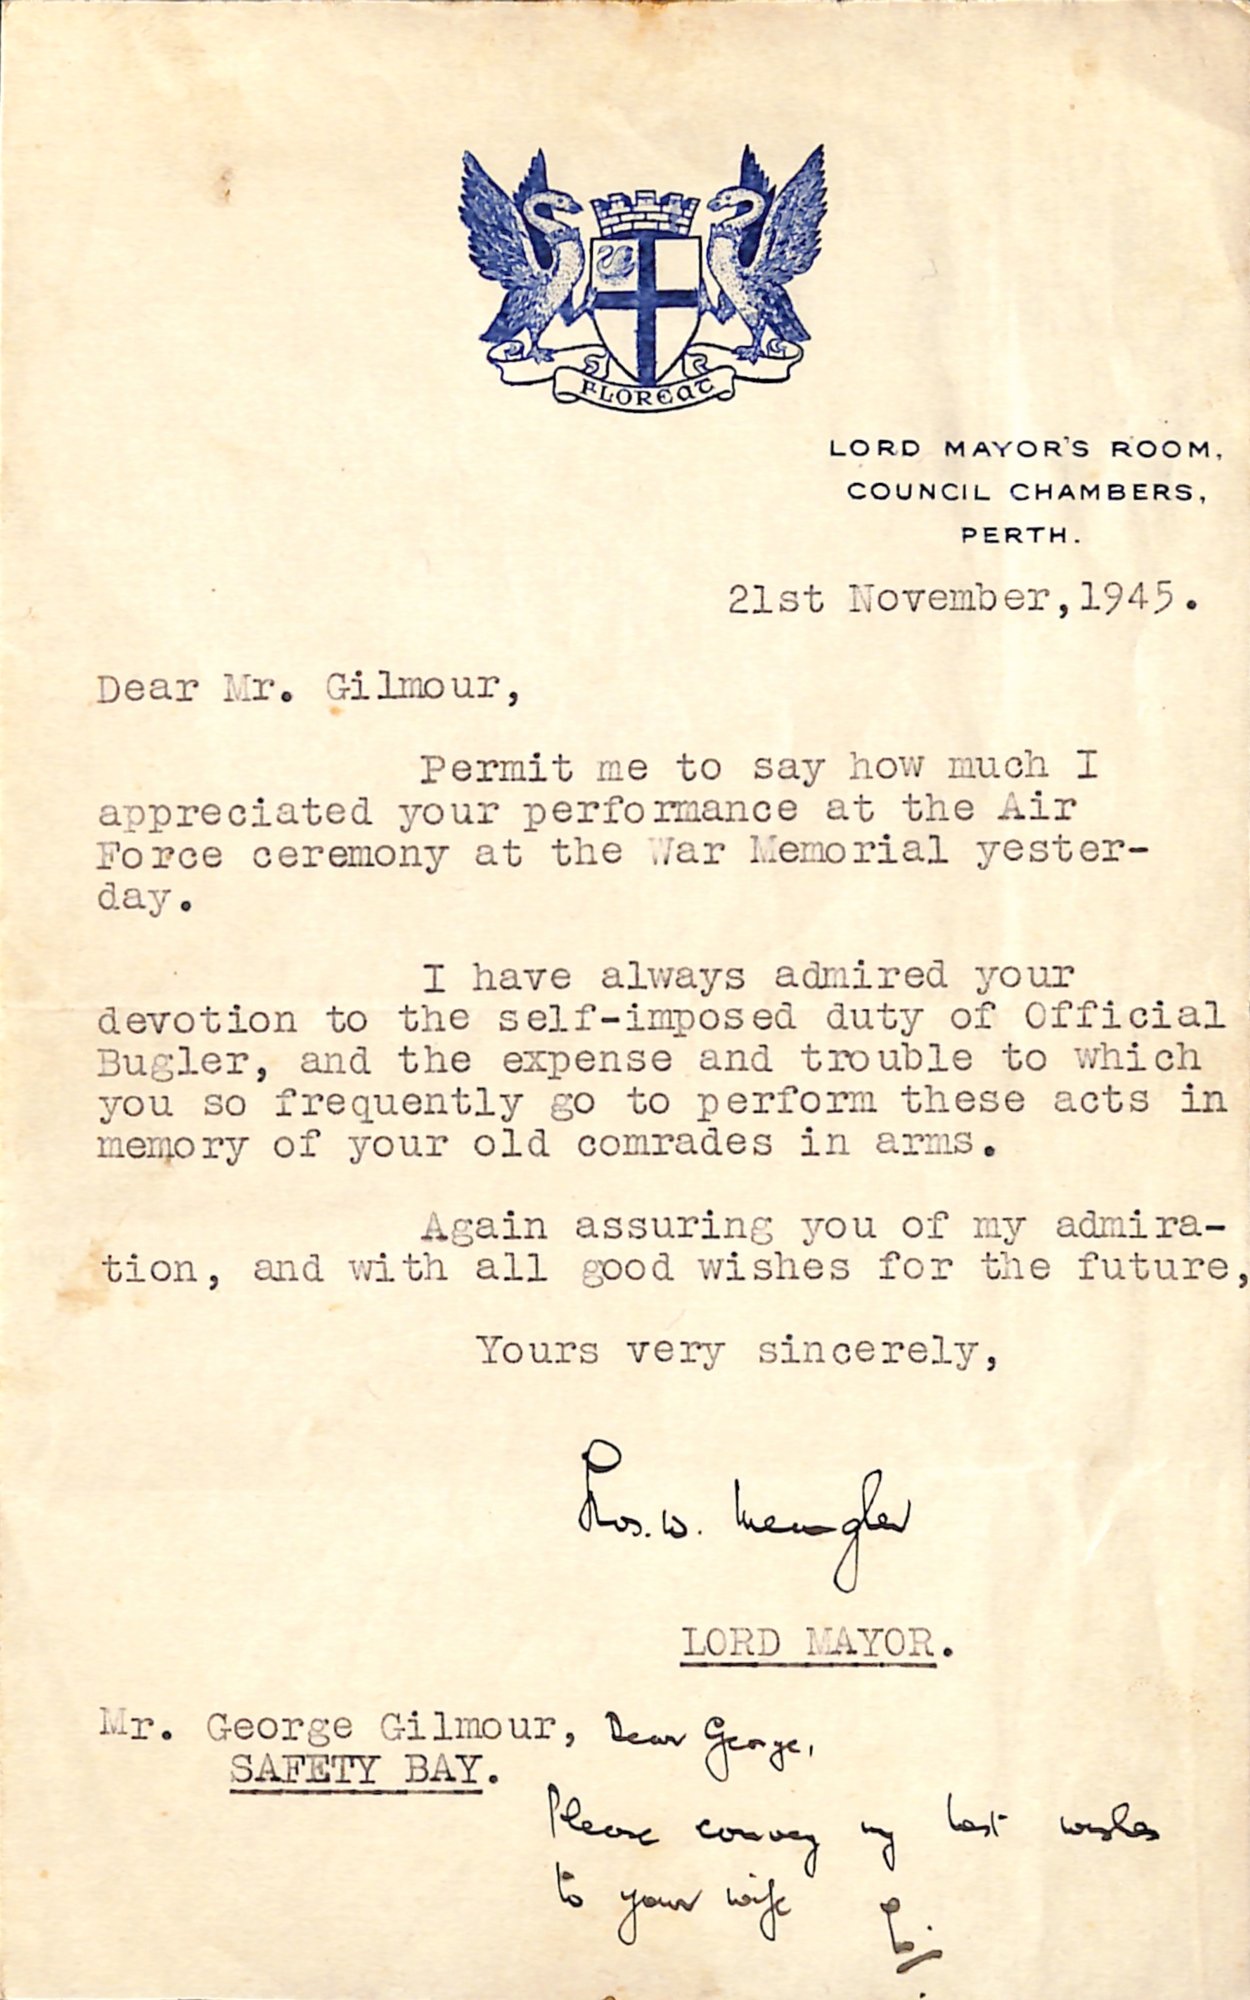 FLOREAT
LORD MAYOR'S ROOM,
COUNCIL CHAMBERS,
PERTH.
21st November,1945.
Dear Mr. Gilmour,
Permit me to say how much I
appreciated your performance at the Air
Force ceremony at the War Memorial yester-
day.
I have always admired your
devotion to the self-imposed duty of Official
Bugler, and the expense and trouble to which
you so frequently go to perform these acts in
memory of your old comrades in arms.
Again assuring you of my admira-
tion, and with all good wishes for the future,
Yours very sincerely,
Thos. W. Meagher
LORD MAYOR.
Mr. George Gilmour, Dear George,
SAFETY BAY.
Please convey my best wishes
to your wife